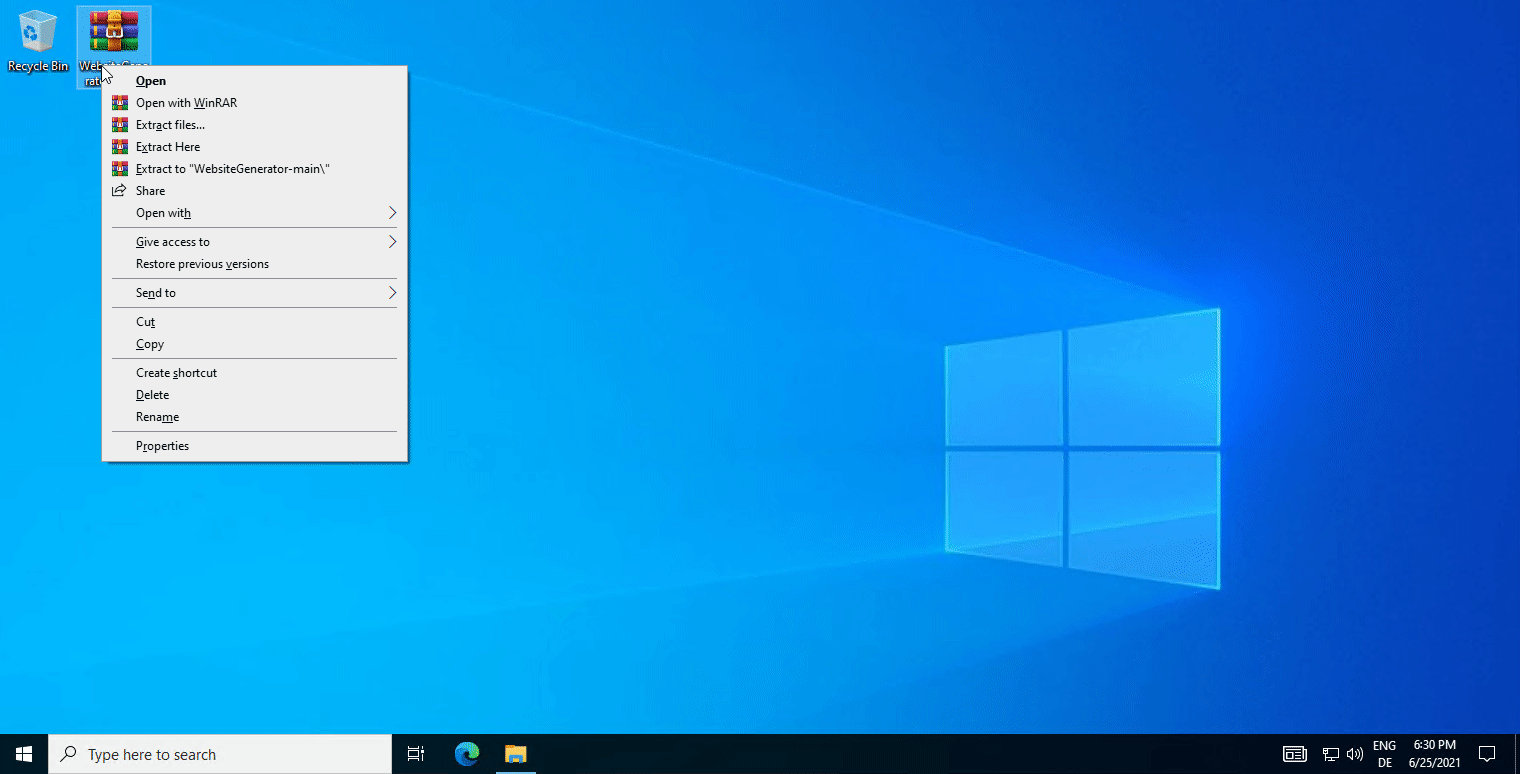 Recycle Bin
Open
Open with WinRAR
Extract files...
Extract Here
Extract to "WebsiteGenerator-main\"
Share
Open with
Give access to
Restore previous versions
Send to
Cut
Copy
Create shortcut
Delete
Rename
Properties
Type here to search
ENG
DE
6:30 PM
6/25/2021